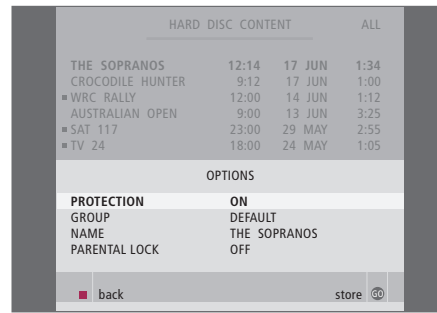 HARD DISC CONTENT ALL
THE SOPRANOS 12:14 17 JUN 1:34
CROCODILE HUNTER 9:12 17 JUN 1:00
WRC RALLY 12:00 14 JUN 1:12
AUSTRALIAN OPEN 9:00 13 JUN 3:25
SAT 117 23:00 29 MAY 2:55
TV 24 18:00 24 MAY 1:05
OPTIONS
PROTECTION ON
GROUP DEFAULT
NAME THE SOPRANOS
PARENTAL LOCK OFF
back store GO